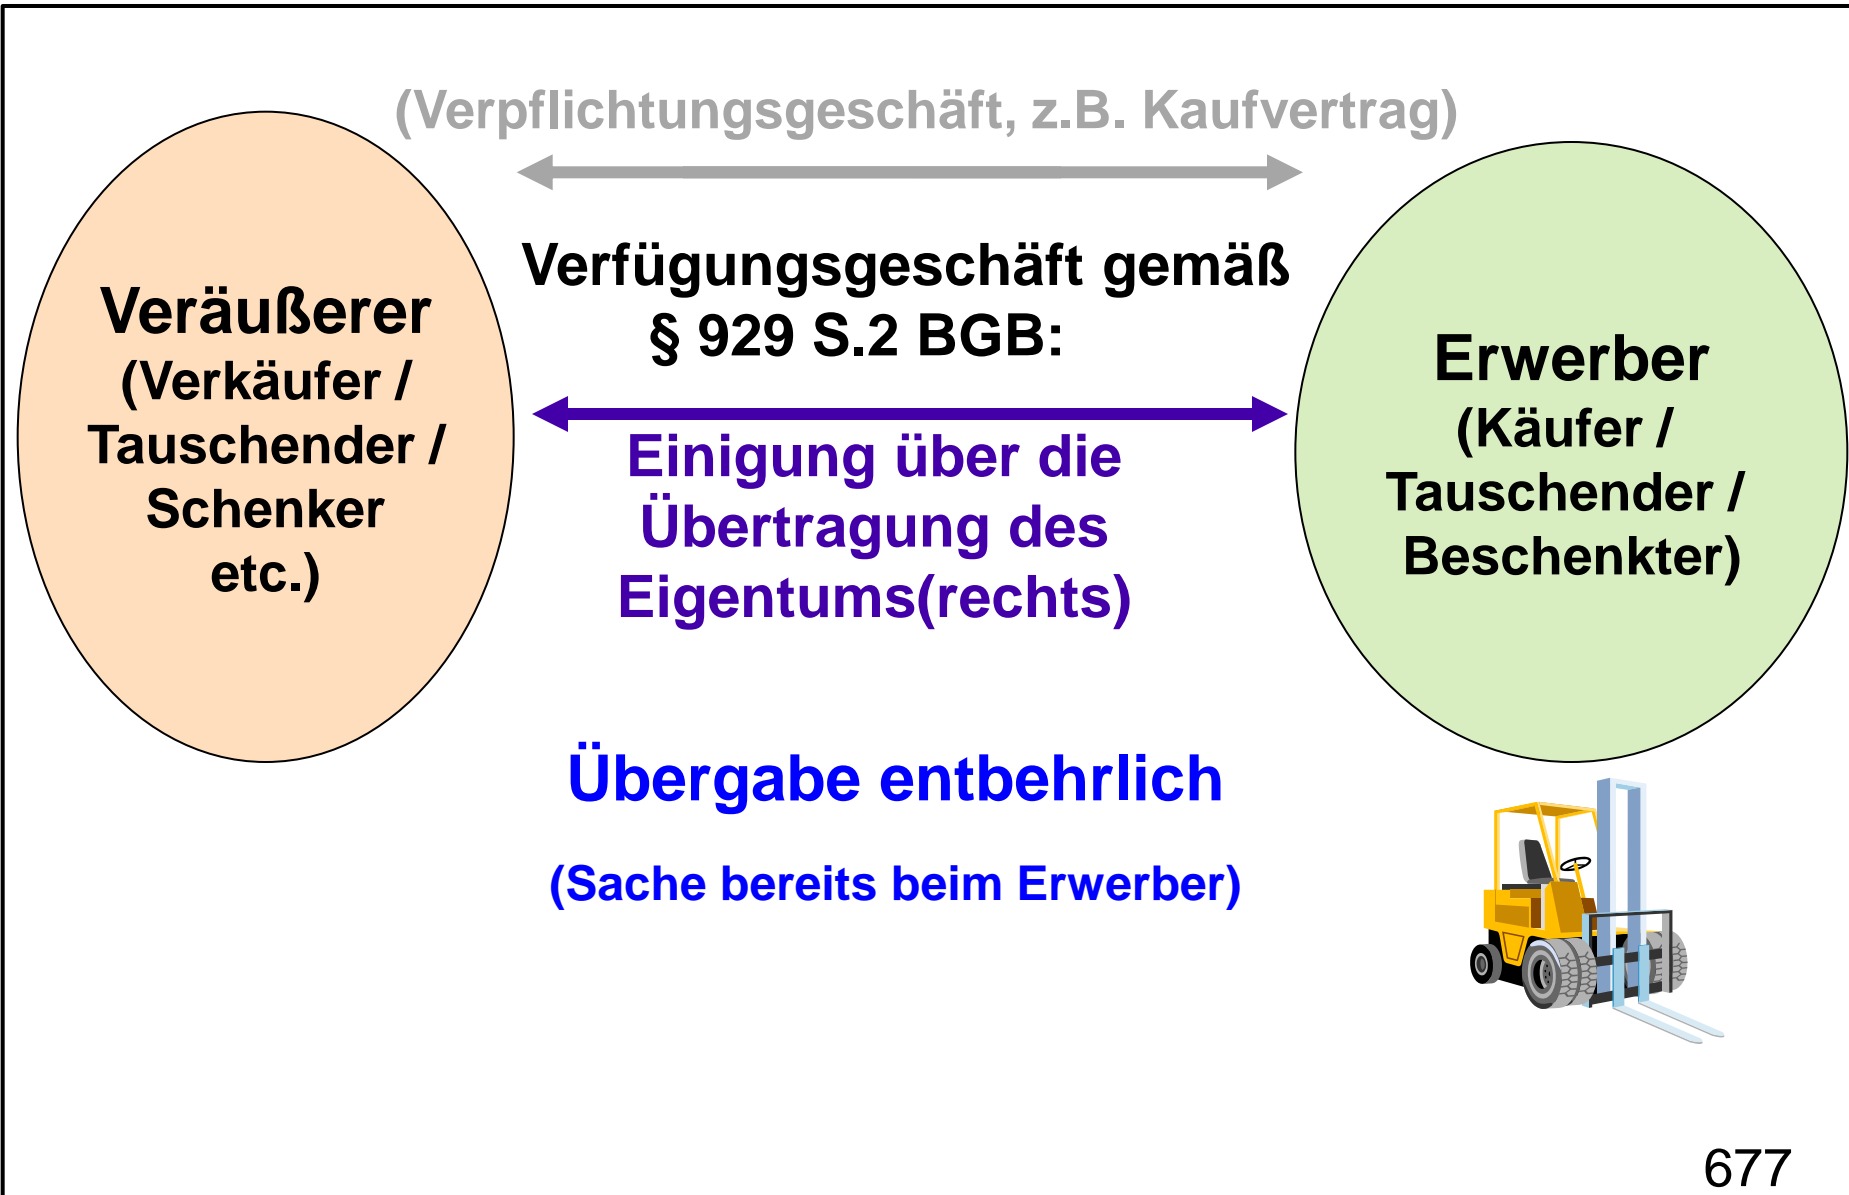 (Verpflichtungsgeschäft, z.B. Kaufvertrag)
Veräußerer
(Verkäufer /
Tauschender /
Schenker
etc.)
Verfügungsgeschäft gemäß
§ 929 S.2 BGB:
Einigung über die
Übertragung des
Eigentums(rechts)
Übergabe entbehrlich
(Sache bereits beim Erwerber)
Erwerber
(Käufer /
Tauschender /
Beschenkter)
677